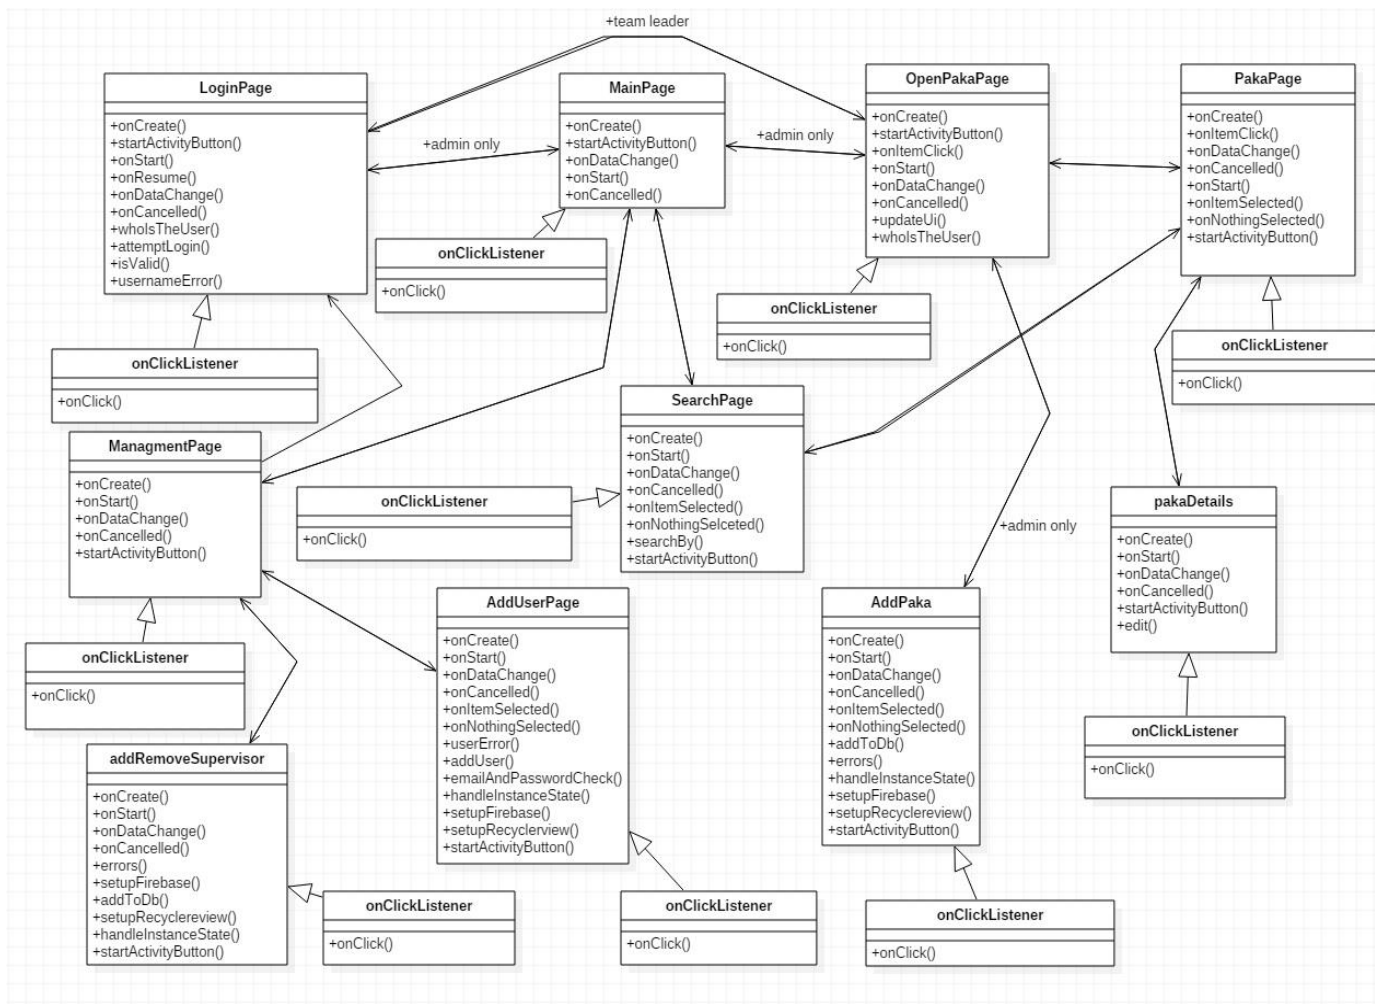 +team leader
LoginPage
+onCreate()
+startActivityButton()
+onStart()
+onResume()
+onDataChange()
+onCancelled()
+whoIsTheUser()
+attemptLogin()
+isValid()
+usernameError()
+admin only
MainPage
+onCreate()
+startActivityButton()
+onDataChange()
+onStart()
+onCancelled()
+admin only
OpenPakaPage
+onCreate()
+startActivityButton()
+onItemClick()
+onStart()
+onDataChange()
+onCancelled()
+updateUi()
+whoIsTheUser()
PakaPage
+onCreate()
+onItemClick()
+onDataChange()
+onCancelled()
+onStart()
+onItemSelected()
+onNothingSelected()
+startActivityButton()
onClickListener
+onClick()
onClickListener
+onClick()
onClickListener
+onClick()
onClickListener
+onClick()
ManagmentPage
+onCreate()
+onStart()
+onDataChange()
+onCancelled()
+startActivityButton()
SearchPage
+onCreate()
+onStart()
+onDataChange()
+onCancelled()
+onItemSelected()
+onNothingSelceted()
+searchBy()
+startActivityButton()
onClickListener
+onClick()
+admin only
pakaDetails
+onCreate()
+onStart()
+onDataChange()
+onCancelled()
+startActivityButton()
+edit()
onClickListener
+onClick()
AddUserPage
+onCreate()
+onStart()
+onDataChange()
+onCancelled()
+onItemSelected()
+onNothingSelected()
+userError()
+addUser()
+emailAndPasswordCheck()
+handleInstanceState()
+setupFirebase()
+setupRecyclerview()
+startActivityButton()
AddPaka
+onCreate()
+onStart()
+onDataChange()
+onCancelled()
+onItemSelected()
+onNothingSelected()
+addToDb()
+errors()
+handleInstanceState()
+setupFirebase()
+setupRecyclereview()
+startActivityButton()
onClickListener
+onClick()
addRemoveSupervisor
+onCreate()
+onStart()
+onDataChange()
+onCancelled()
+errors()
+setupFirebase()
+addToDb()
+setupRecyclereview()
+handleInstanceState()
+startActivityButton()
onClickListener
+onClick()
onClickListener
+onClick()
onClickListener
+onClick()